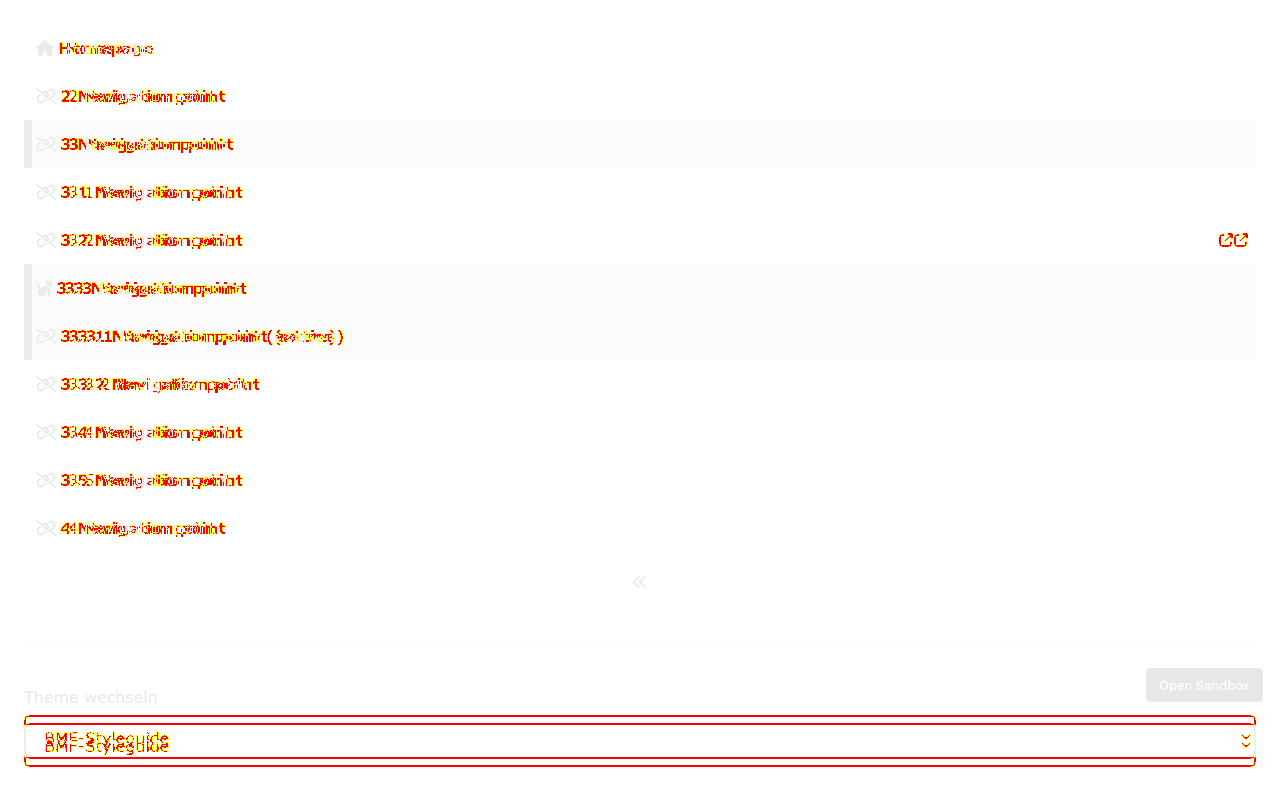 Homepage
2 Navigation point
3 Navigation point
3.1 Navigation point
3.2 Navigation point
3.3 Navigation point
3.3.1 Navigation point (active)
3.3.2 Navigation point
3.4 Navigation point
3.5 Navigation point
4 Navigation point
Open Sandbox
Theme wechseln
BMF-Styleguide
BMF-Styleguide